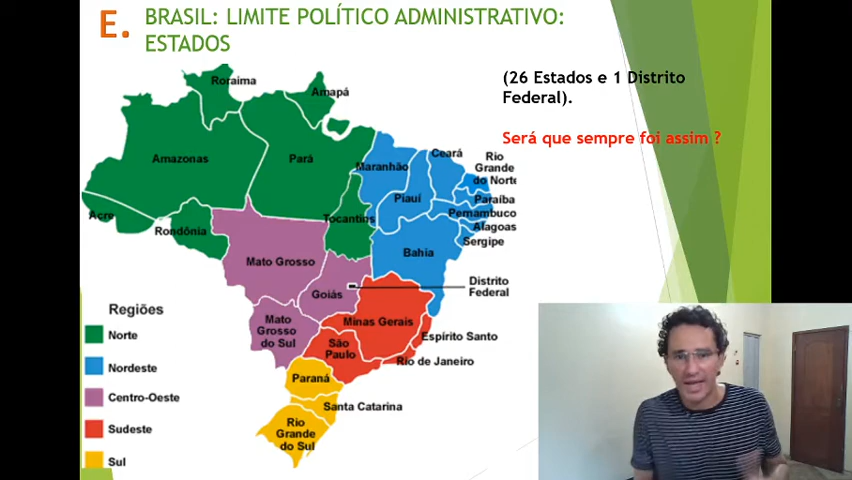 E.
BRASIL: LIMITE POLÍTICO ADMINISTRATIVO:
ESTADOS
(26 Estados e 1 Distrito
Federal).
Será que sempre foi assim ?
Roraima
Amapá
Amazonas
Pará
Maranhão
Ceará
Rio
Grande
do Norte
Piauí
Paraíba
Pernambuco
Acre
Tocantins
Alagoas
Rondônia
Sergipe
Bahia
Mato Grosso
Distrito
Federal
Goiás
Mato
Grosso
do Sul
Minas Gerais
Espírito Santo
São
Paulo
Rio de Janeiro
Paraná
Santa Catarina
Rio
Grande
do Sul
Regiões
Norte
Nordeste
Centro-Oeste
Sudeste
Sul